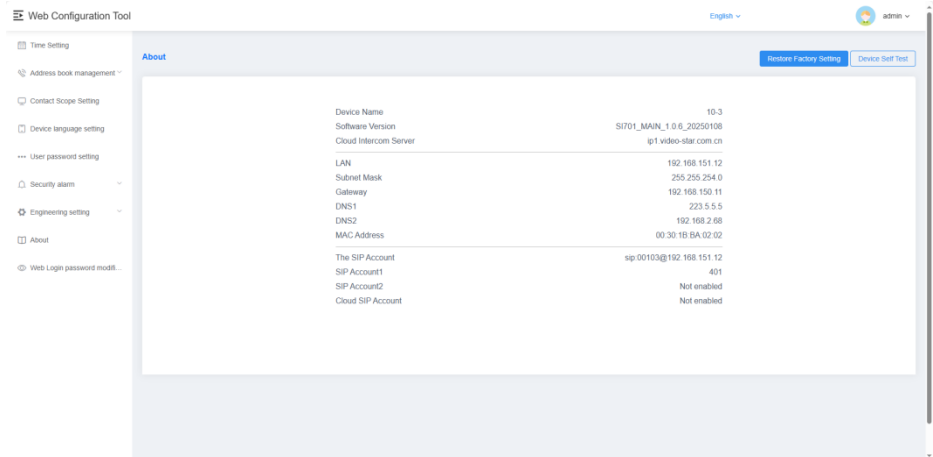 Web Configuration Tool
English
admin
Time Setting
Address book management
Contact Scope Setting
Device language setting
User password setting
Security alarm
Engineering setting
About
Web Login password modifi...
About
Restore Factory Setting
Device Self Test
Device Name 10-3
Software Version SI701_MAIN_1.0.6_20250108
Cloud Intercom Server ip1.video-star.com.cn
LAN 192.168.151.12
Subnet Mask 255.255.254.0
Gateway 192.168.150.11
DNS1 223.5.5.5
DNS2 192.168.2.68
MAC Address 00:30:1B:BA:02:02
The SIP Account sip:00103@192.168.151.12
SIP Account1 401
SIP Account2 Not enabled
Cloud SIP Account Not enabled